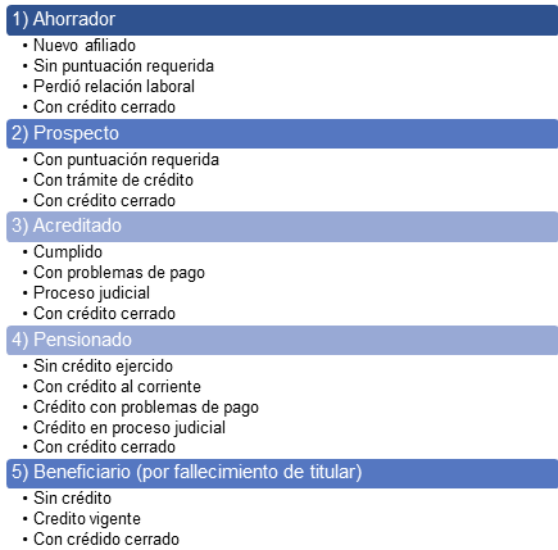 1) Ahorrador
• Nuevo afiliado
• Sin puntuación requerida
• Perdió relación laboral
• Con crédito cerrado
2) Prospecto
• Con puntuación requerida
• Con trámite de crédito
• Con crédito cerrado
3) Acreditado
• Cumplido
• Con problemas de pago
• Proceso judicial
• Con crédito cerrado
4) Pensionado
• Sin crédito ejercido
• Con crédito al corriente
• Crédito con problemas de pago
• Crédito en proceso judicial
• Con crédito cerrado
5) Beneficiario (por fallecimiento de titular)
• Sin crédito
• Credito vigente
• Con crédido cerrado